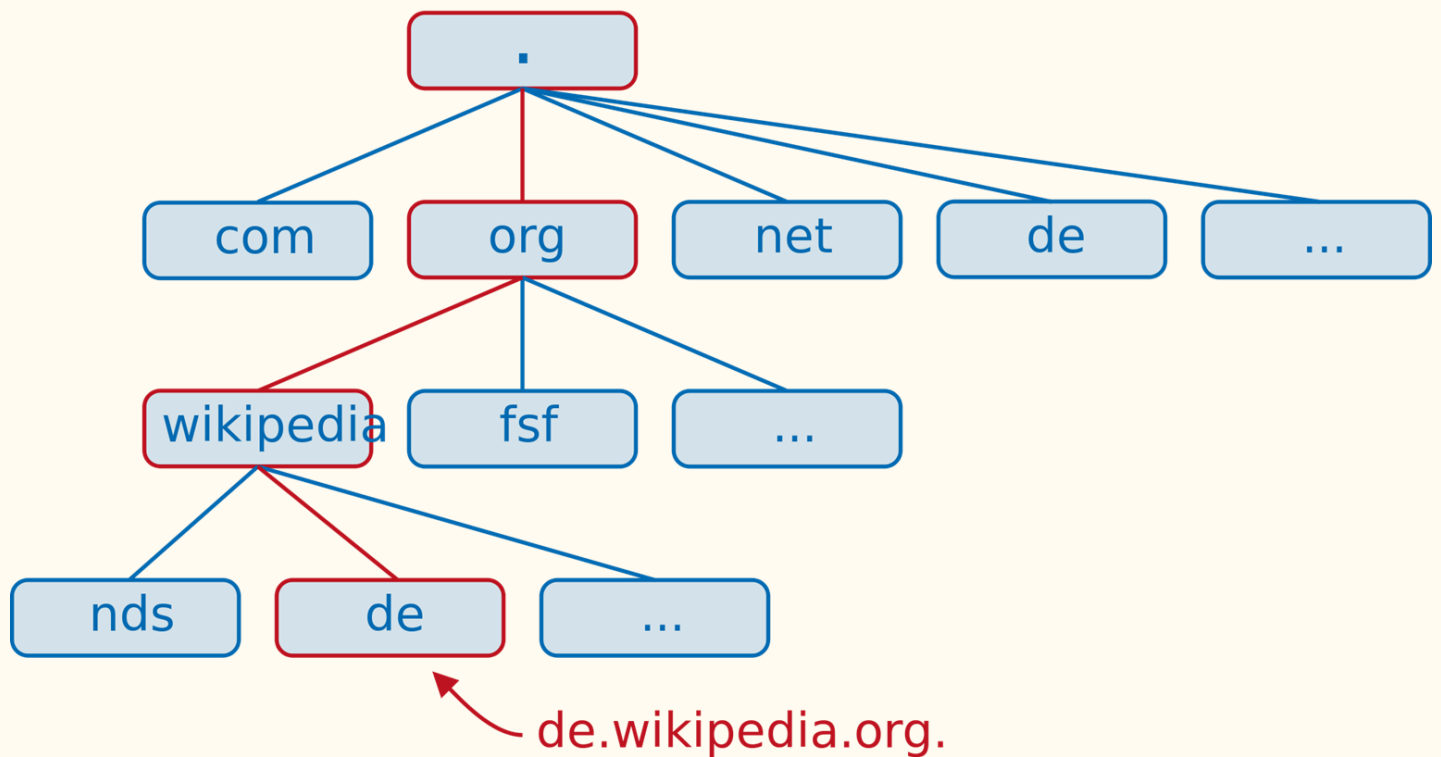 .
com org net de ...
wikipedia fsf ...
nds de ...
de.wikipedia.org.